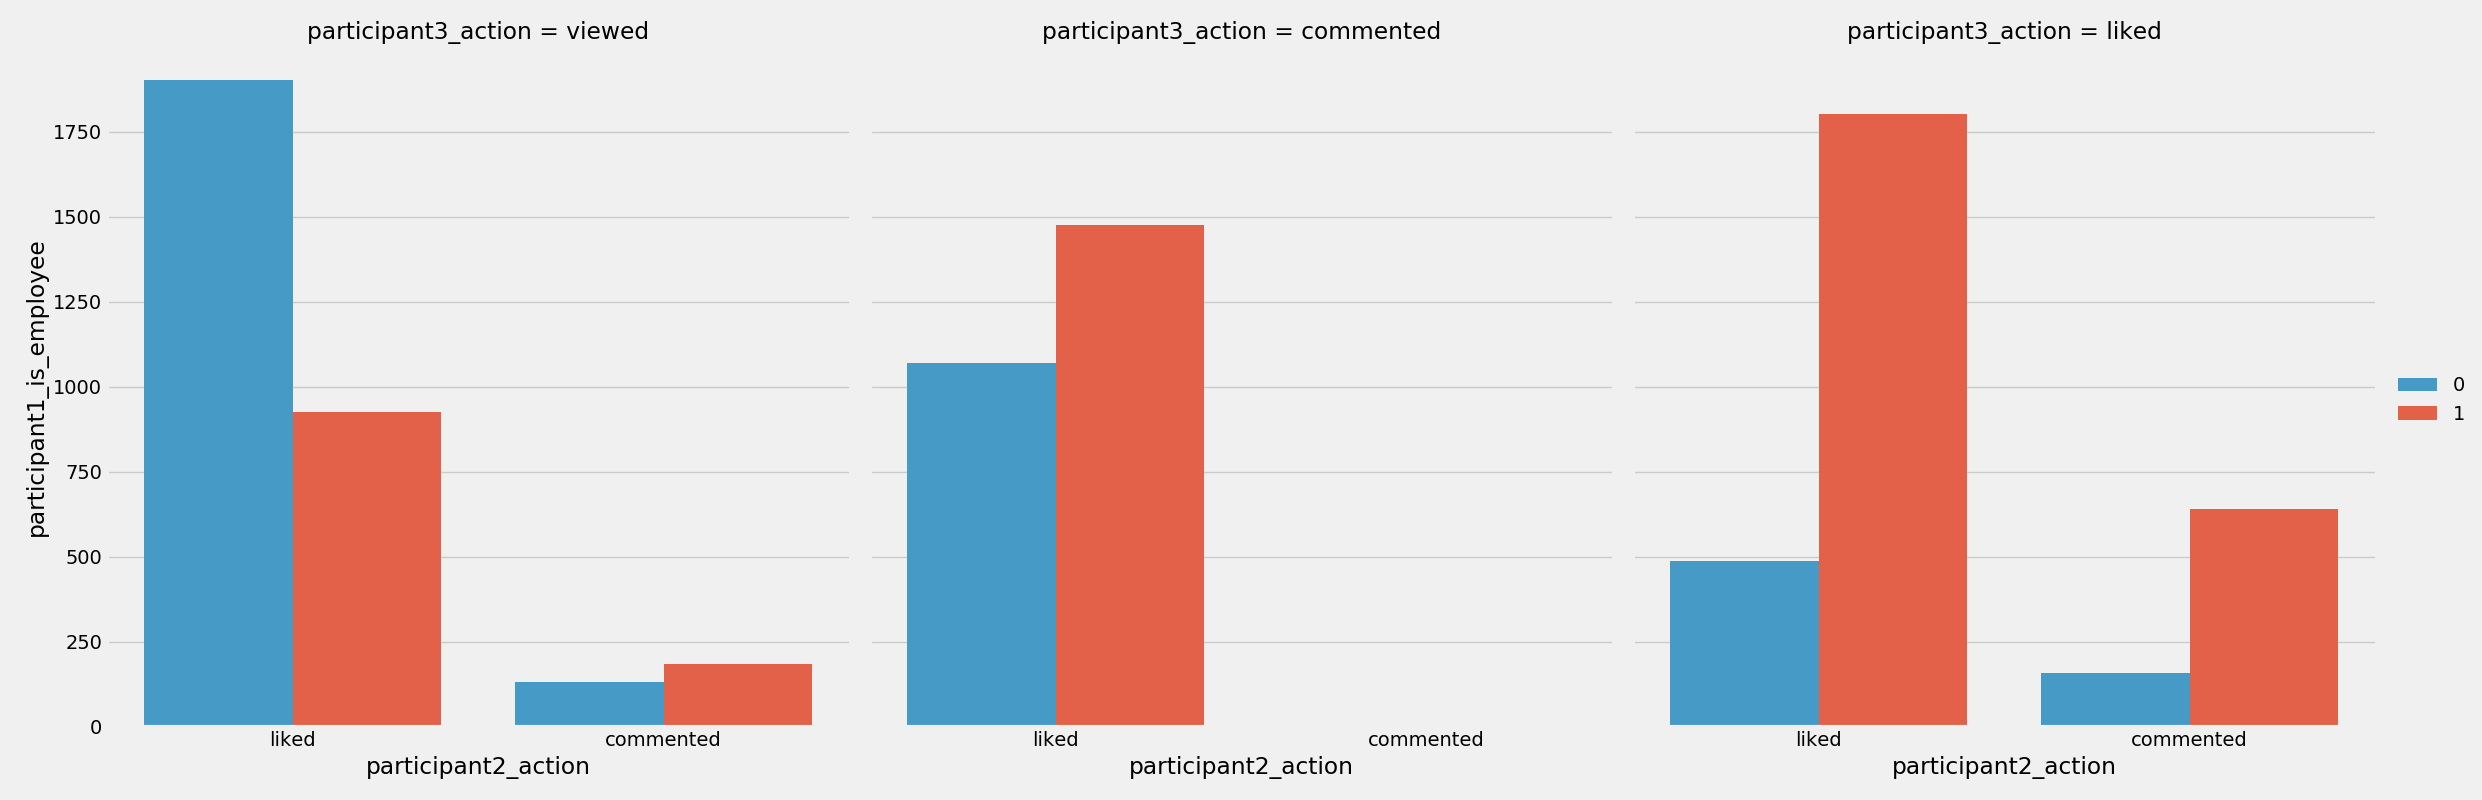 participant3_action = viewed
participant3_action = commented
participant3_action = liked
participant1_is_employee
1750
1500
1250
1000
750
500
250
0
liked
commented
liked
commented
liked
commented
participant2_action
participant2_action
participant2_action
0
1